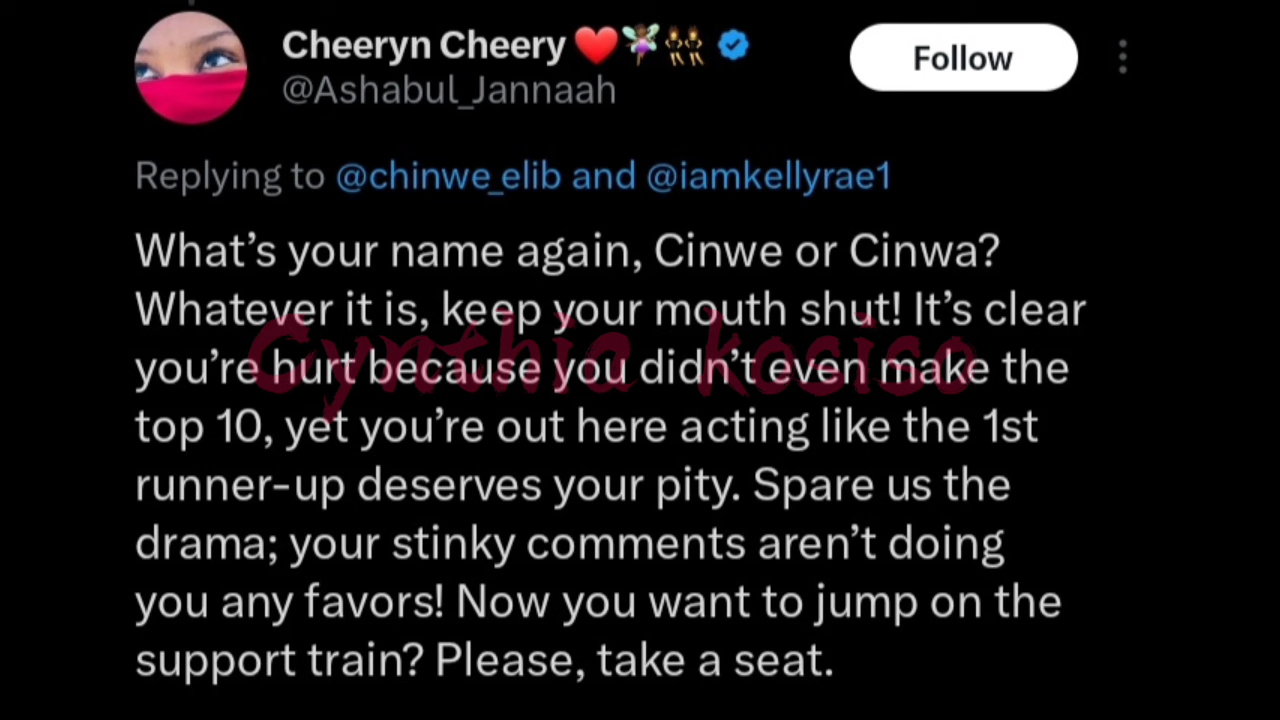 Cheeryn Cheery ❤️🧚🏾‍♀️👯🏾‍♀️
Follow
@Ashabul_Jannaah
Replying to @chinwe_elib and @iamkellyrae1
What’s your name again, Cinwe or Cinwa?
Whatever it is, keep your mouth shut! It’s clear
you’re hurt because you didn’t even make the
top 10, yet you’re out here acting like the 1st
runner-up deserves your pity. Spare us the
drama; your stinky comments aren’t doing
you any favors! Now you want to jump on the
support train? Please, take a seat.
Cynthia kosiso